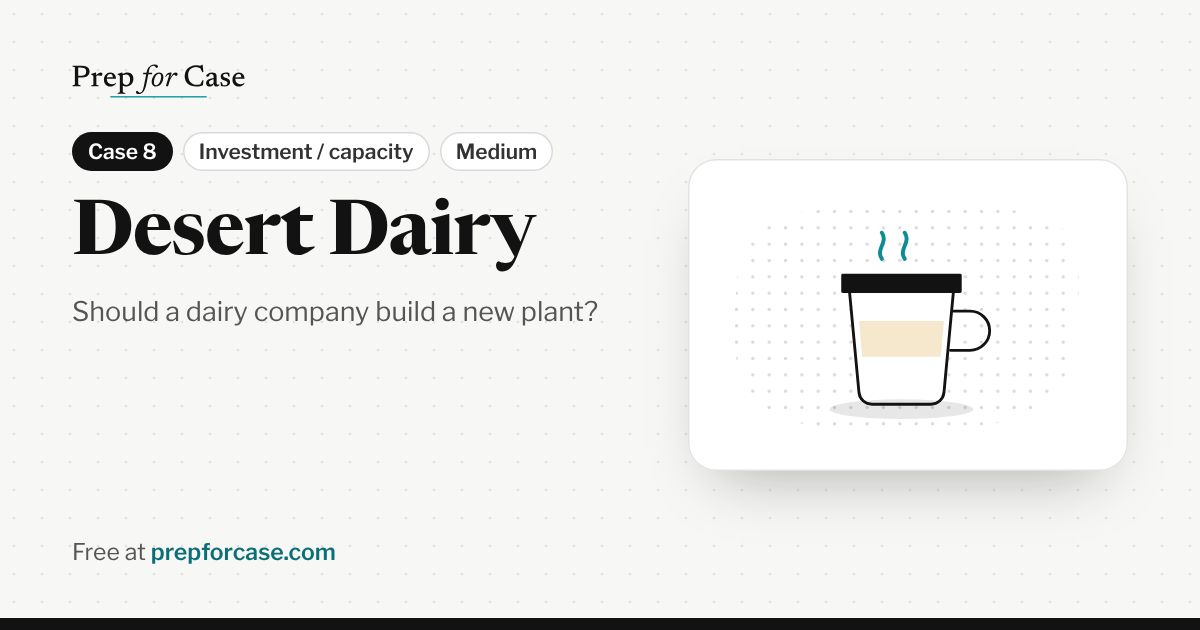 Prep for Case
Case 8
Investment / capacity
Medium
Desert Dairy
Should a dairy company build a new plant?
Free at prepforcase.com